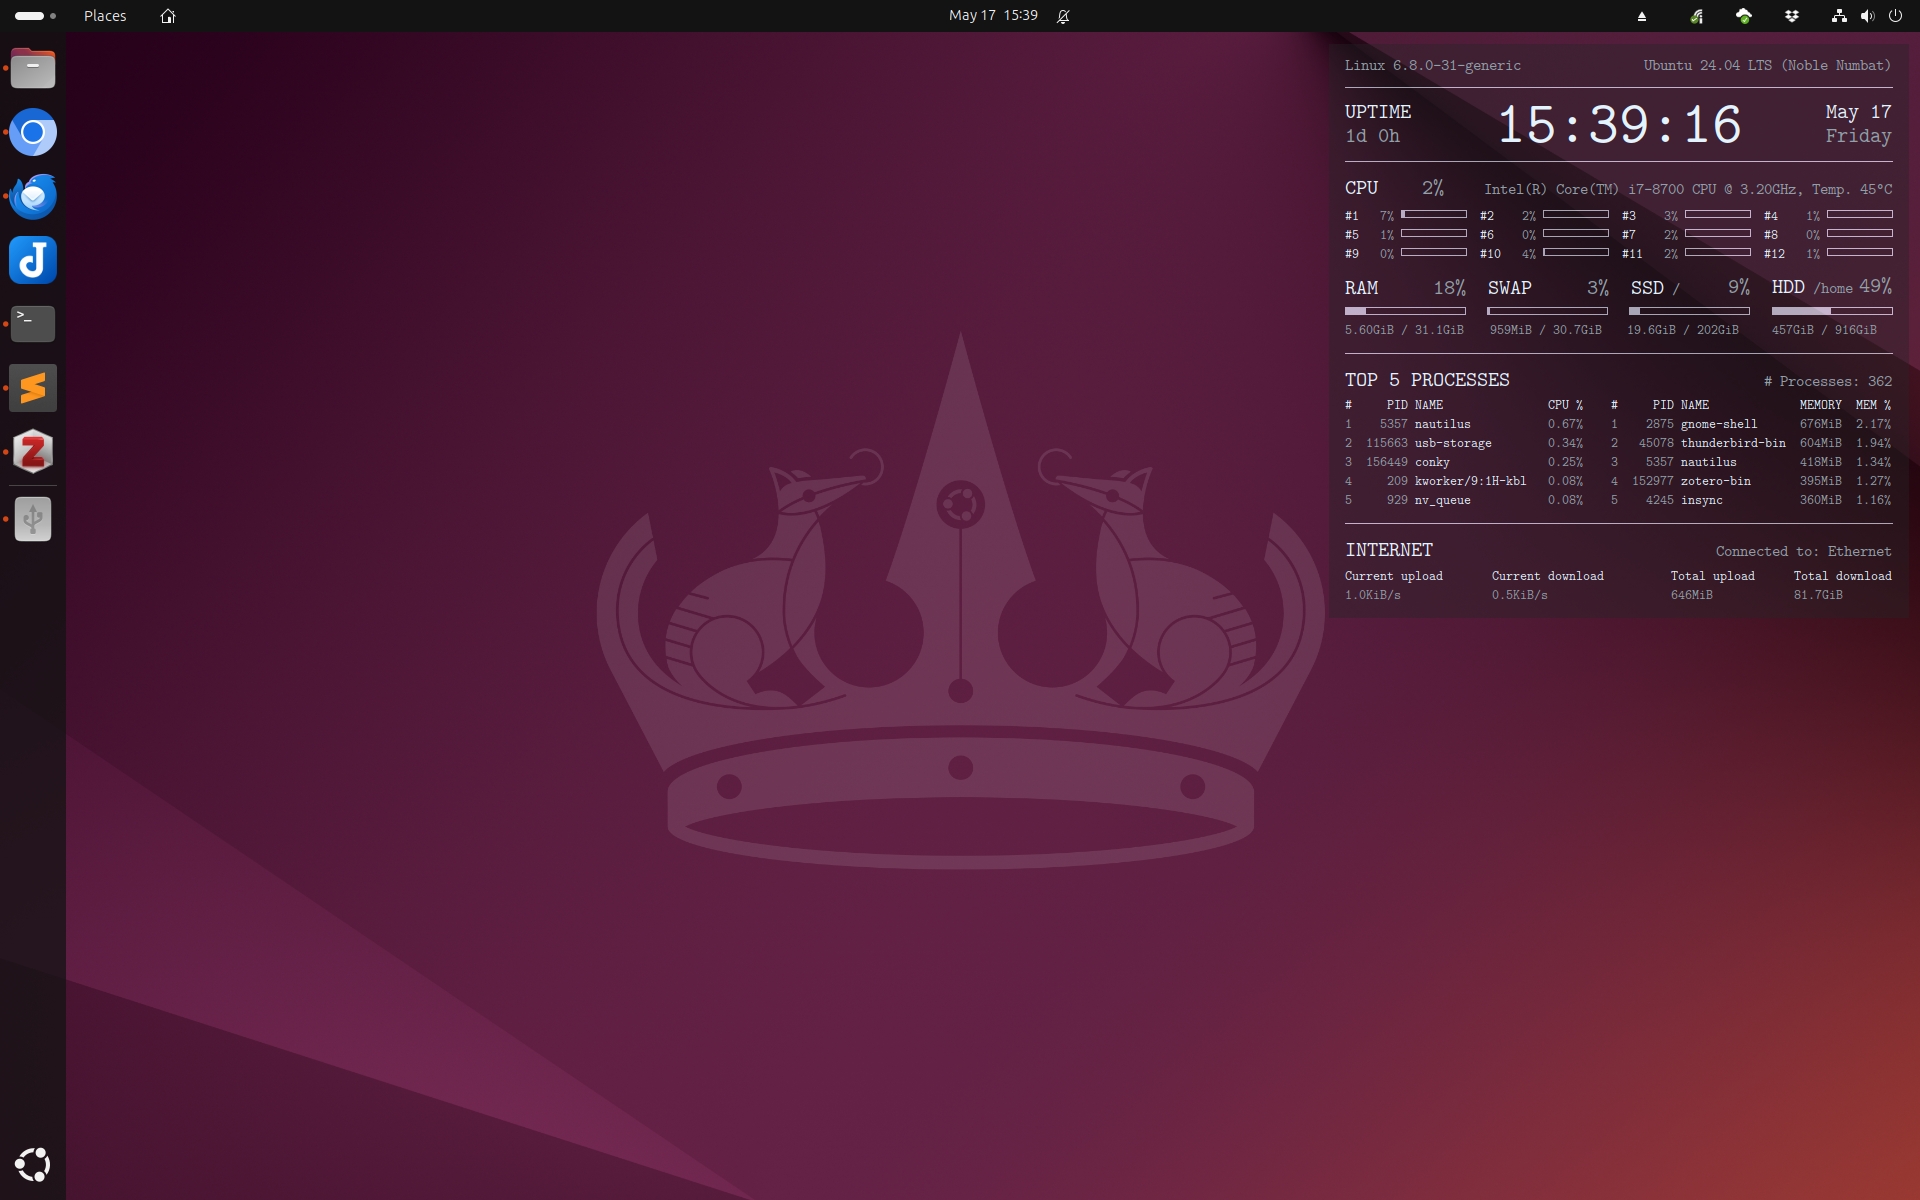 Places May 17 15:39
Linux 6.8.0-31-generic Ubuntu 24.04 LTS (Noble Numbat)
UPTIME 15:39:16 May 17
1d 0h Friday
CPU 2% Intel(R) Core(TM) i7-8700 CPU @ 3.20GHz, Temp. 45°C
#1 7% #2 2% #3 3% #4 1%
#5 1% #6 0% #7 2% #8 0%
#9 0% #10 4% #11 2% #12 1%
RAM 18% SWAP 3% SSD / 9% HDD /home 49%
5.60GiB / 31.1GiB 959MiB / 30.7GiB 19.6GiB / 202GiB 457GiB / 916GiB
TOP 5 PROCESSES # Processes: 362
# PID NAME CPU % # PID NAME MEMORY MEM %
1 5357 nautilus 0.67% 1 2875 gnome-shell 676MiB 2.17%
2 115663 usb-storage 0.34% 2 45078 thunderbird-bin 604MiB 1.94%
3 156449 conky 0.25% 3 5357 nautilus 418MiB 1.34%
4 209 kworker/9:1H-kbl 0.08% 4 152977 zotero-bin 395MiB 1.27%
5 929 nv_queue 0.08% 5 4245 insync 360MiB 1.16%
INTERNET Connected to: Ethernet
Current upload Current download Total upload Total download
1.0KiB/s 0.5KiB/s 646MiB 81.7GiB
J
>_
Z